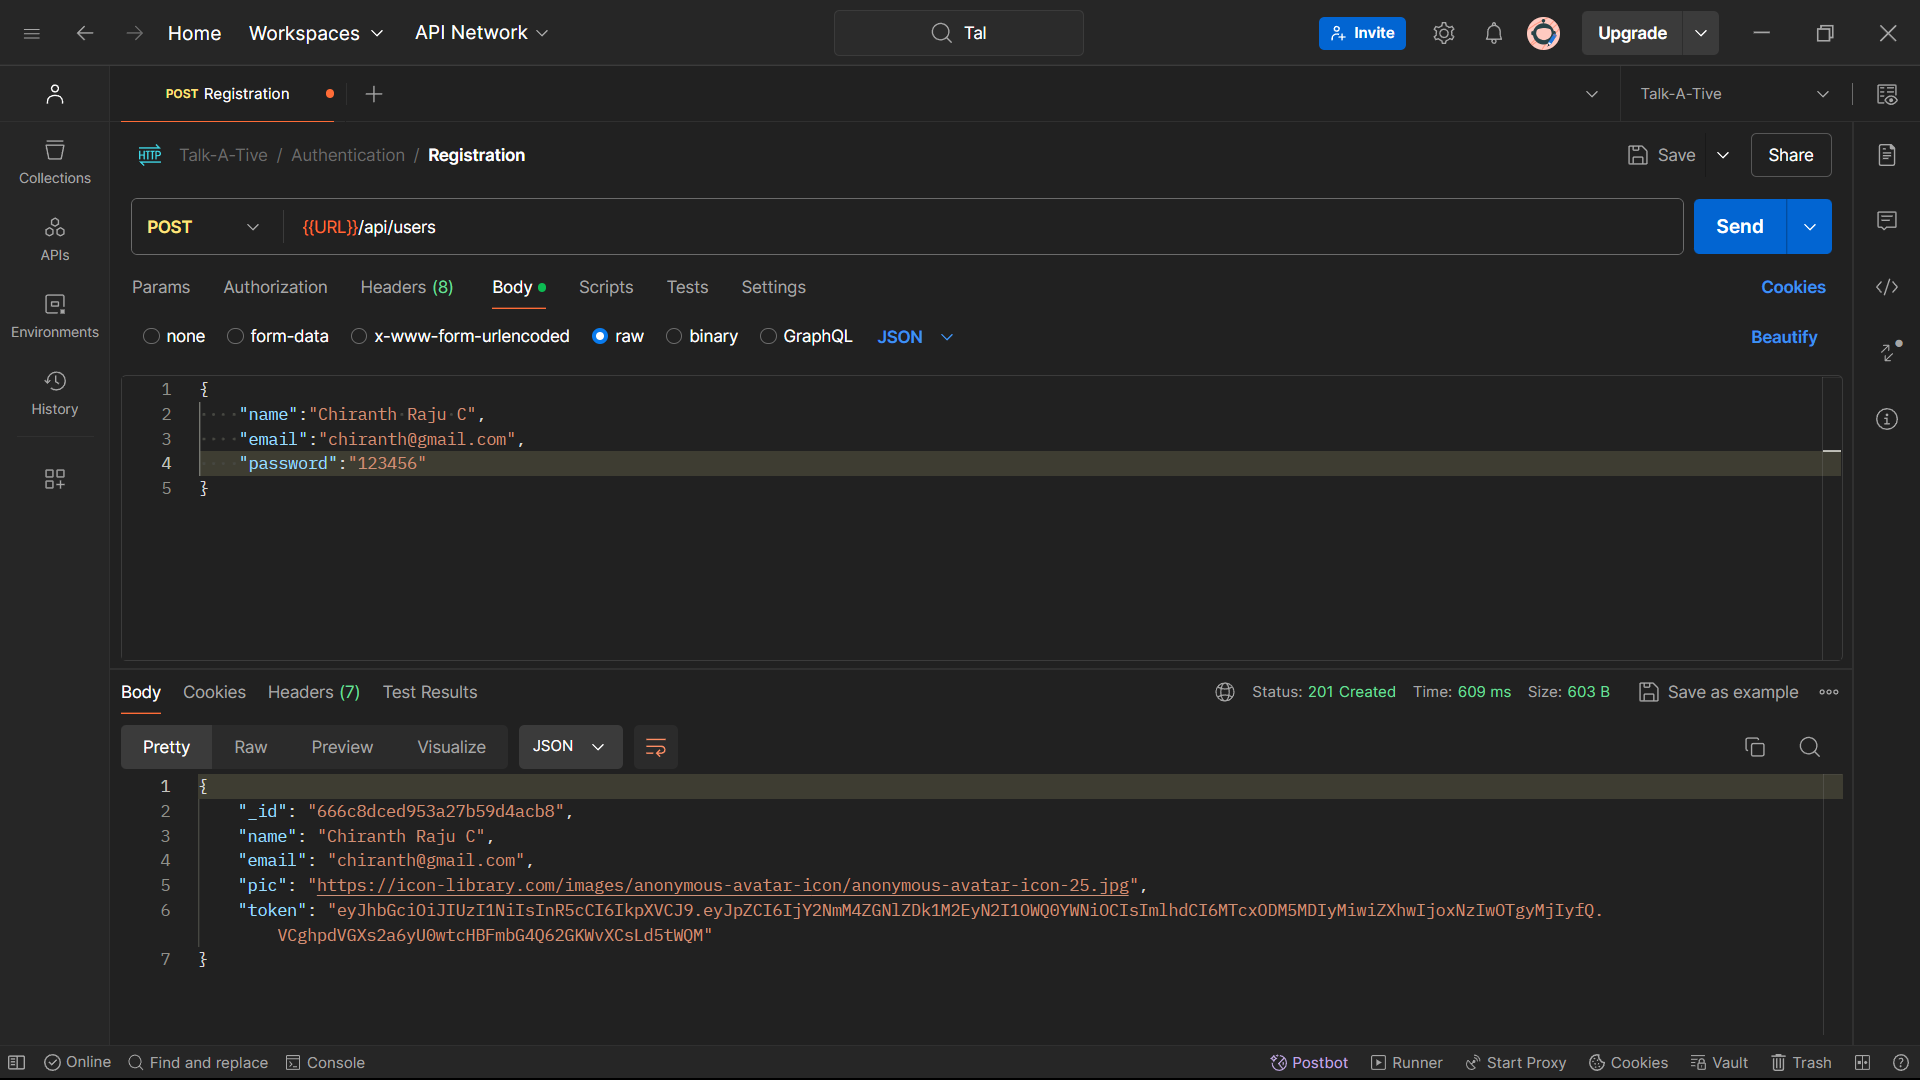 Home
Workspaces
API Network
Tal
Invite
Upgrade
POST Registration
Talk-A-Tive
HTTP Talk-A-Tive / Authentication / Registration
Save
Share
Collections
APIs
Environments
History
POST
{{URL}}/api/users
Send
Params
Authorization
Headers (8)
Body
Scripts
Tests
Settings
Cookies
none
form-data
x-www-form-urlencoded
raw
binary
GraphQL
JSON
Beautify
1 {
2 ····"name":"Chiranth·Raju·C",
3 ····"email":"chiranth@gmail.com",
4 ····"password":"123456"
5 }
Body
Cookies
Headers (7)
Test Results
Status: 201 Created
Time: 609 ms
Size: 603 B
Save as example
Pretty
Raw
Preview
Visualize
JSON
1 {
2 "_id": "666c8dced953a27b59d4acb8",
3 "name": "Chiranth Raju C",
4 "email": "chiranth@gmail.com",
5 "pic": "https://icon-library.com/images/anonymous-avatar-icon/anonymous-avatar-icon-25.jpg",
6 "token": "eyJhbGciOiJIUzI1NiIsInR5cCI6IkpXVCJ9.eyJpZCI6IjY2NmM4ZGNlZDk1M2EyN2I1OWQ0YWNiOCIsImlhdCI6MTcxODM5MDIyMiwiZXhwIjoxNzIwOTgyMjIyfQ.
VCghpdVGXs2a6yU0wtcHBFmbG4Q62GKWvXCsLd5tWQM"
7 }
Online
Find and replace
Console
Postbot
Runner
Start Proxy
Cookies
Vault
Trash